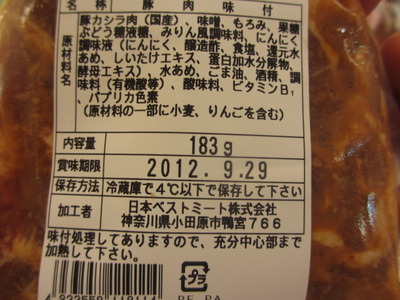 名称 豚肉味付
原材料名 豚カシラ肉(国産)、味噌、もろみ、果糖
ぶどう糖液糖、みりん風調味料、にんにく
調味液(にんにく、醸造酢、食塩、還元水
あめ、しいたけエキス、蛋白加水分解物、
酵母エキス)、水あめ、ごま油、酒精、調
味料(有機酸等)、酸味料、ビタミンB1、
パプリカ色素
(原材料の一部に小麦、りんごを含む)
内容量 183g
賞味期限 2012. 9.29
保存方法 冷蔵庫で4℃以下で保存して下さい
加工者 日本ベストミート株式会社
神奈川県小田原市鴨宮766
味付処理してありますので、充分中心部まで
加熱して下さい。
プラ
PE,PA